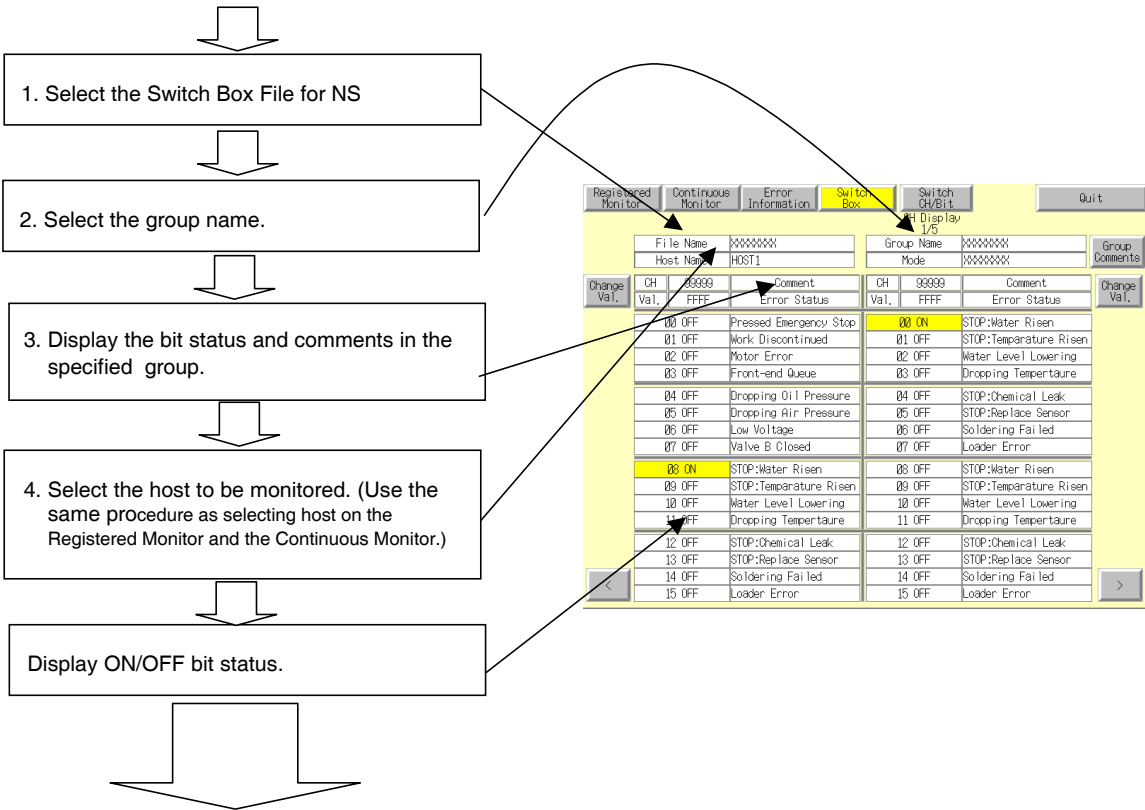 1. Select the Switch Box File for NS
2. Select the group name.
3. Display the bit status and comments in the
specified group.
4. Select the host to be monitored. (Use the
same procedure as selecting host on the
Registered Monitor and the Continuous Monitor.)
Display ON/OFF bit status.
Registered Monitor
Continuous Monitor
Error Information
Switch Box
Switch CH/Bit
Quit
CH Display
1/5
File Name XXXXXXX Group Name XXXXXXX
Host Name HOST1 Mode XXXXXXX
Group Comments
Change Val.
CH 99999 Comment CH 99999 Comment
Val. FFFF Error Status Val. FFFF Error Status
Change Val.
00 OFF Pressed Emergency Stop 00 ON STOP:Water Risen
01 OFF Work Discontinued 01 OFF STOP:Temparature Risen
02 OFF Motor Error 02 OFF Water Level Lowering
03 OFF Front-end Queue 03 OFF Dropping Tempertaure
04 OFF Dropping Oil Pressure 04 OFF STOP:Chemical Leak
05 OFF Dropping Air Pressure 05 OFF STOP:Replace Sensor
06 OFF Low Voltage 06 OFF Soldering Failed
07 OFF Valve B Closed 07 OFF Loader Error
08 ON STOP:Water Risen 08 OFF STOP:Water Risen
09 OFF STOP:Temparature Risen 09 OFF STOP:Temparature Risen
10 OFF Water Level Lowering 10 OFF Water Level Lowering
11 OFF Dropping Tempertaure 11 OFF Dropping Tempertaure
12 OFF STOP:Chemical Leak 12 OFF STOP:Chemical Leak
13 OFF STOP:Replace Sensor 13 OFF STOP:Replace Sensor
14 OFF Soldering Failed 14 OFF Soldering Failed
15 OFF Loader Error 15 OFF Loader Error
< >